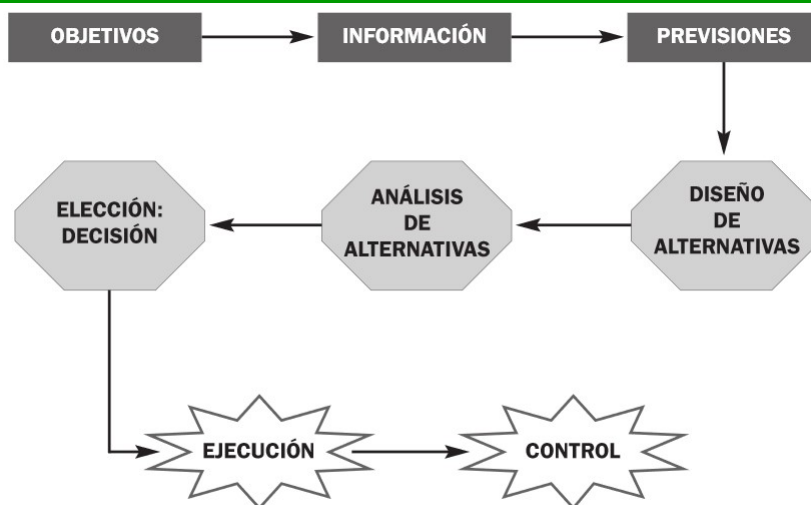 OBJETIVOS
INFORMACIÓN
PREVISIONES
DISEÑO
DE
ALTERNATIVAS
ANÁLISIS
DE
ALTERNATIVAS
ELECCIÓN:
DECISIÓN
EJECUCIÓN
CONTROL